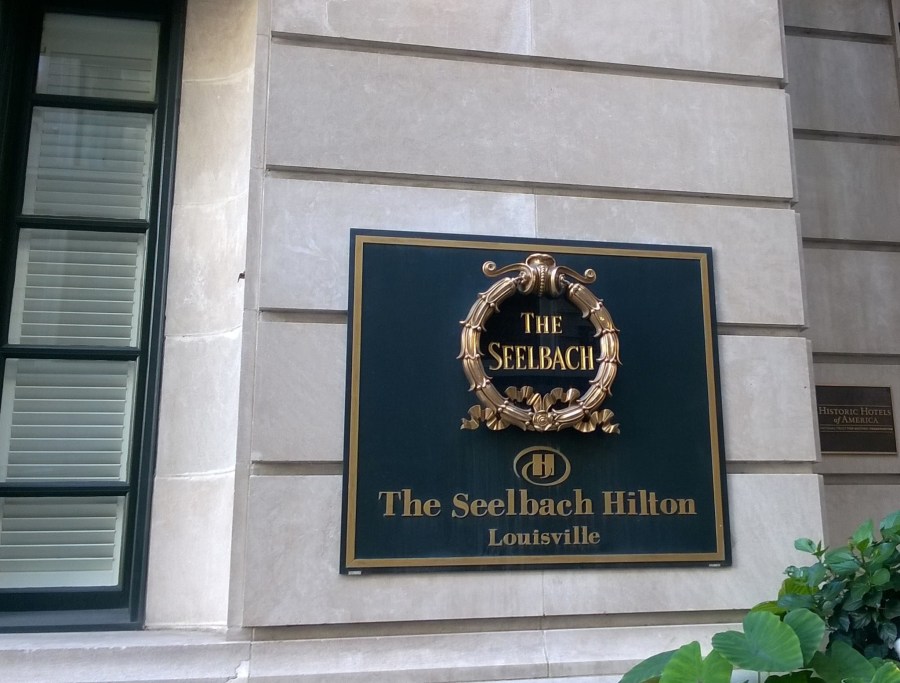 THE
SEELBACH
H
The Seelbach Hilton
Louisville
HISTORIC HOTELS
of AMERICA